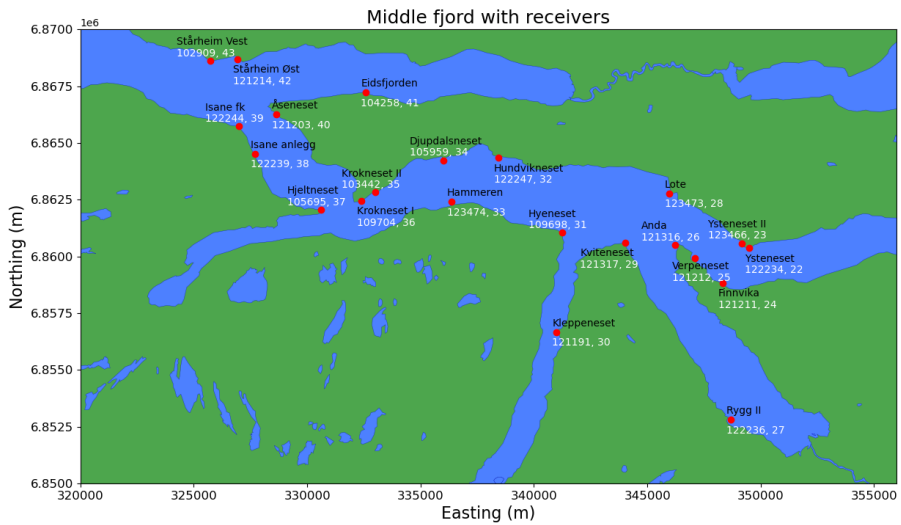 Middle fjord with receivers
1e6
6.8700
6.8675
6.8650
6.8625
6.8600
6.8575
6.8550
6.8525
6.8500
Northing (m)
Stårheim Vest
102909, 43
Stårheim Øst
121214, 42
Eidsfjorden
104258, 41
Isane fk
122244, 39
Åseneset
121203, 40
Isane anlegg
122239, 38
Djupdalsneset
105959, 34
Hundvikneset
122247, 32
Krokneset II
103442, 35
Hjeltneset
105695, 37
Krokneset I
109704, 36
Hammeren
123474, 33
Lote
123473, 28
Hyeneset
109698, 31
Anda
121316, 26
Ysteneset II
123466, 23
Kviteneset
121317, 29
Verpeneset
121212, 25
Ysteneset
122234, 22
Finnvika
121211, 24
Kleppeneset
121191, 30
Rygg II
122236, 27
320000
325000
330000
335000
340000
345000
350000
355000
Easting (m)